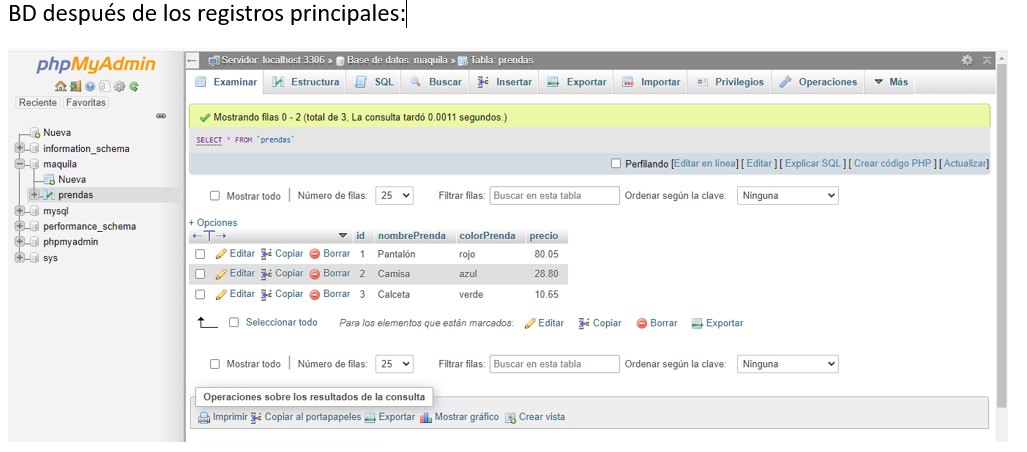 BD después de los registros principales:
phpMyAdmin
Reciente Favoritas
Nueva
information_schema
maquila
Nueva
prendas
mysql
performance_schema
phpmyadmin
sys
Servidor: localhost:3306 » Base de datos: maquila » Tabla: prendas
Examinar Estructura SQL Buscar Insertar Exportar Importar Privilegios Operaciones Más
Mostrando filas 0 - 2 (total de 3, La consulta tardó 0.0011 segundos.)
SELECT * FROM `prendas`
Perfilando [Editar en línea] [ Editar ] [ Explicar SQL ] [ Crear código PHP ] [ Actualizar]
Mostrar todo Número de filas: 25 Filtrar filas: Buscar en esta tabla Ordenar según la clave: Ninguna
+ Opciones
←T→ id nombrePrenda colorPrenda precio
Editar Copiar Borrar 1 Pantalón rojo 80.05
Editar Copiar Borrar 2 Camisa azul 28.80
Editar Copiar Borrar 3 Calceta verde 10.65
Seleccionar todo Para los elementos que están marcados: Editar Copiar Borrar Exportar
Mostrar todo Número de filas: 25 Filtrar filas: Buscar en esta tabla Ordenar según la clave: Ninguna
Operaciones sobre los resultados de la consulta
Imprimir Copiar al portapapeles Exportar Mostrar gráfico Crear vista